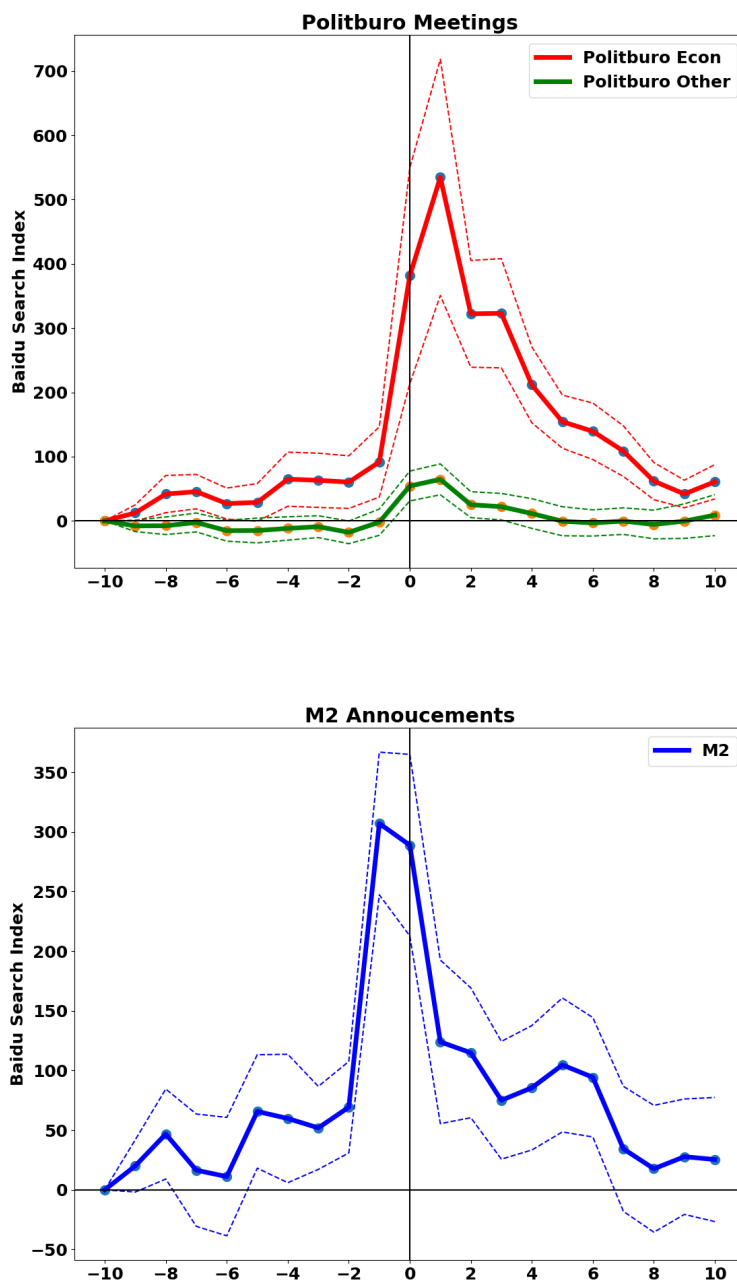 Politburo Meetings
Politburo Econ
Politburo Other
Baidu Search Index
700
600
500
400
300
200
100
0
−10 −8 −6 −4 −2 0 2 4 6 8 10
M2 Annoucements
M2
Baidu Search Index
350
300
250
200
150
100
50
0
−50
−10 −8 −6 −4 −2 0 2 4 6 8 10